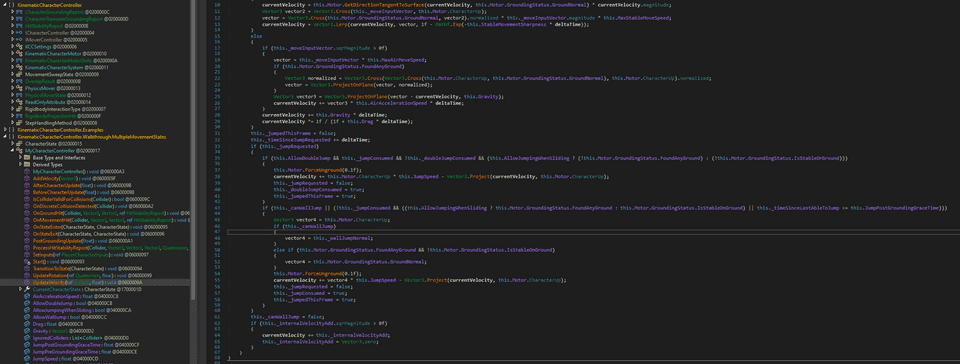 KinematicCharacterController
CharacterGroundingReport @0200000C
CharacterTransientGroundingReport @0200000D
HitStabilityReport @0200000E
ICharacterController @02000004
IMoverController @02000005
KCCSettings @02000006
KinematicCharacterMotor @02000010
KinematicCharacterMotorState @0200000A
KinematicCharacterSystem @02000011
MovementSweepState @02000009
OverlapResult @0200000B
PhysicsMover @02000013
PhysicsMoverState @02000012
ReadOnlyAttribute @02000014
RigidbodyInteractionType @02000007
RigidbodyProjectionHit @0200000F
StepHandlingMethod @02000008
KinematicCharacterController.Examples
KinematicCharacterController.Walkthrough.MultipleMovementStates
CharacterState @02000015
MyCharacterController @02000017
Base Type and Interfaces
Derived Types
MyCharacterController() @060000A3
AddVelocity(Vector3) : void @0600009F
AfterCharacterUpdate(float) : void @0600009B
BeforeCharacterUpdate(float) : void @06000098
IsColliderValidForCollisions(Collider) : bool @0600009C
OnDiscreteCollisionDetected(Collider) : void @060000A2
OnGroundHit(Collider, Vector3, Vector3, ref HitStabilityReport) : void
OnMovementHit(Collider, Vector3, Vector3, ref HitStabilityReport) : void
OnStateEnter(CharacterState, CharacterState) : void @06000095
OnStateExit(CharacterState, CharacterState) : void @06000096
PostGroundingUpdate(float) : void @060000A1
ProcessHitStabilityReport(Collider, Vector3, Vector3, Vector3, Quaternion,
SetInputs(ref PlayerCharacterInputs) : void
Start() : void @06000093
TransitionToState(CharacterState) : void @06000094
UpdateRotation(ref Quaternion, float) : void @06000099
UpdateVelocity(ref Vector3, float) : void @0600009A
CurrentCharacterState : CharacterState @1700001D
AirAccelerationSpeed : float @040000C8
AllowDoubleJump : bool @040000CB
AllowJumpingWhenSliding : bool @040000CA
AllowWallJump : bool @040000CC
Drag : float @040000C9
Gravity : Vector3 @040000D2
IgnoredColliders : List<Collider> @040000D0
JumpPostGroundingGraceTime : float @040000CF
JumpPreGroundingGraceTime : float @040000CE
JumpSpeed : float @040000CD
10 currentVelocity = this.Motor.GetDirectionTangentToSurface(currentVelocity, this.Motor.GroundingStatus.GroundNormal) * currentVelocity.magnitude;
11 Vector3 vector2 = Vector3.Cross(this._moveInputVector, this.Motor.CharacterUp);
12 vector = Vector3.Cross(this.Motor.GroundingStatus.GroundNormal, vector2).normalized * this._moveInputVector.magnitude * this.MaxStableMoveSpeed;
13 currentVelocity = Vector3.Lerp(currentVelocity, vector, 1f - Mathf.Exp(-this.StableMovementSharpness * deltaTime));
14 }
15 else
16 {
17 if (this._moveInputVector.sqrMagnitude > 0f)
18 {
19 vector = this._moveInputVector * this.MaxAirMoveSpeed;
20 if (this.Motor.GroundingStatus.FoundAnyGround)
21 {
22 Vector3 normalized = Vector3.Cross(Vector3.Cross(this.Motor.CharacterUp, this.Motor.GroundingStatus.GroundNormal), this.Motor.CharacterUp).normalized;
23 vector = Vector3.ProjectOnPlane(vector, normalized);
24 }
25 Vector3 vector3 = Vector3.ProjectOnPlane(vector - currentVelocity, this.Gravity);
26 currentVelocity += vector3 * this.AirAccelerationSpeed * deltaTime;
27 }
28 currentVelocity += this.Gravity * deltaTime;
29 currentVelocity *= 1f / (1f + this.Drag * deltaTime);
30 }
31 this._jumpedThisFrame = false;
32 this._timeSinceJumpRequested += deltaTime;
33 if (this._jumpRequested)
34 {
35 if (this.AllowDoubleJump && this._jumpConsumed && !this._doubleJumpConsumed && (this.AllowJumpingWhenSliding ? (!this.Motor.GroundingStatus.FoundAnyGround) : (!this.Motor.GroundingStatus.IsStableOnGround)))
36 {
37 this.Motor.ForceUnground(0.1f);
38 currentVelocity += this.Motor.CharacterUp * this.JumpSpeed - Vector3.Project(currentVelocity, this.Motor.CharacterUp);
39 this._jumpRequested = false;
40 this._doubleJumpConsumed = true;
41 this._jumpedThisFrame = true;
42 }
43 if (this._canWallJump || (!this._jumpConsumed && ((this.AllowJumpingWhenSliding ? this.Motor.GroundingStatus.FoundAnyGround : this.Motor.GroundingStatus.IsStableOnGround) || this._timeSinceLastAbleToJump <= this.JumpPostGroundingGraceTime)))
44 {
45 Vector3 vector4 = this.Motor.CharacterUp;
46 if (this._canWallJump)
47 {
48 vector4 = this._wallJumpNormal;
49 }
50 else if (this.Motor.GroundingStatus.FoundAnyGround && !this.Motor.GroundingStatus.IsStableOnGround)
51 {
52 vector4 = this.Motor.GroundingStatus.GroundNormal;
53 }
54 this.Motor.ForceUnground(0.1f);
55 currentVelocity += vector4 * this.JumpSpeed - Vector3.Project(currentVelocity, this.Motor.CharacterUp);
56 this._jumpRequested = false;
57 this._jumpConsumed = true;
58 this._jumpedThisFrame = true;
59 }
60 }
61 this._canWallJump = false;
62 if (this._internalVelocityAdd.sqrMagnitude > 0f)
63 {
64 currentVelocity += this._internalVelocityAdd;
65 this._internalVelocityAdd = Vector3.zero;
66 }
67 }
68 }